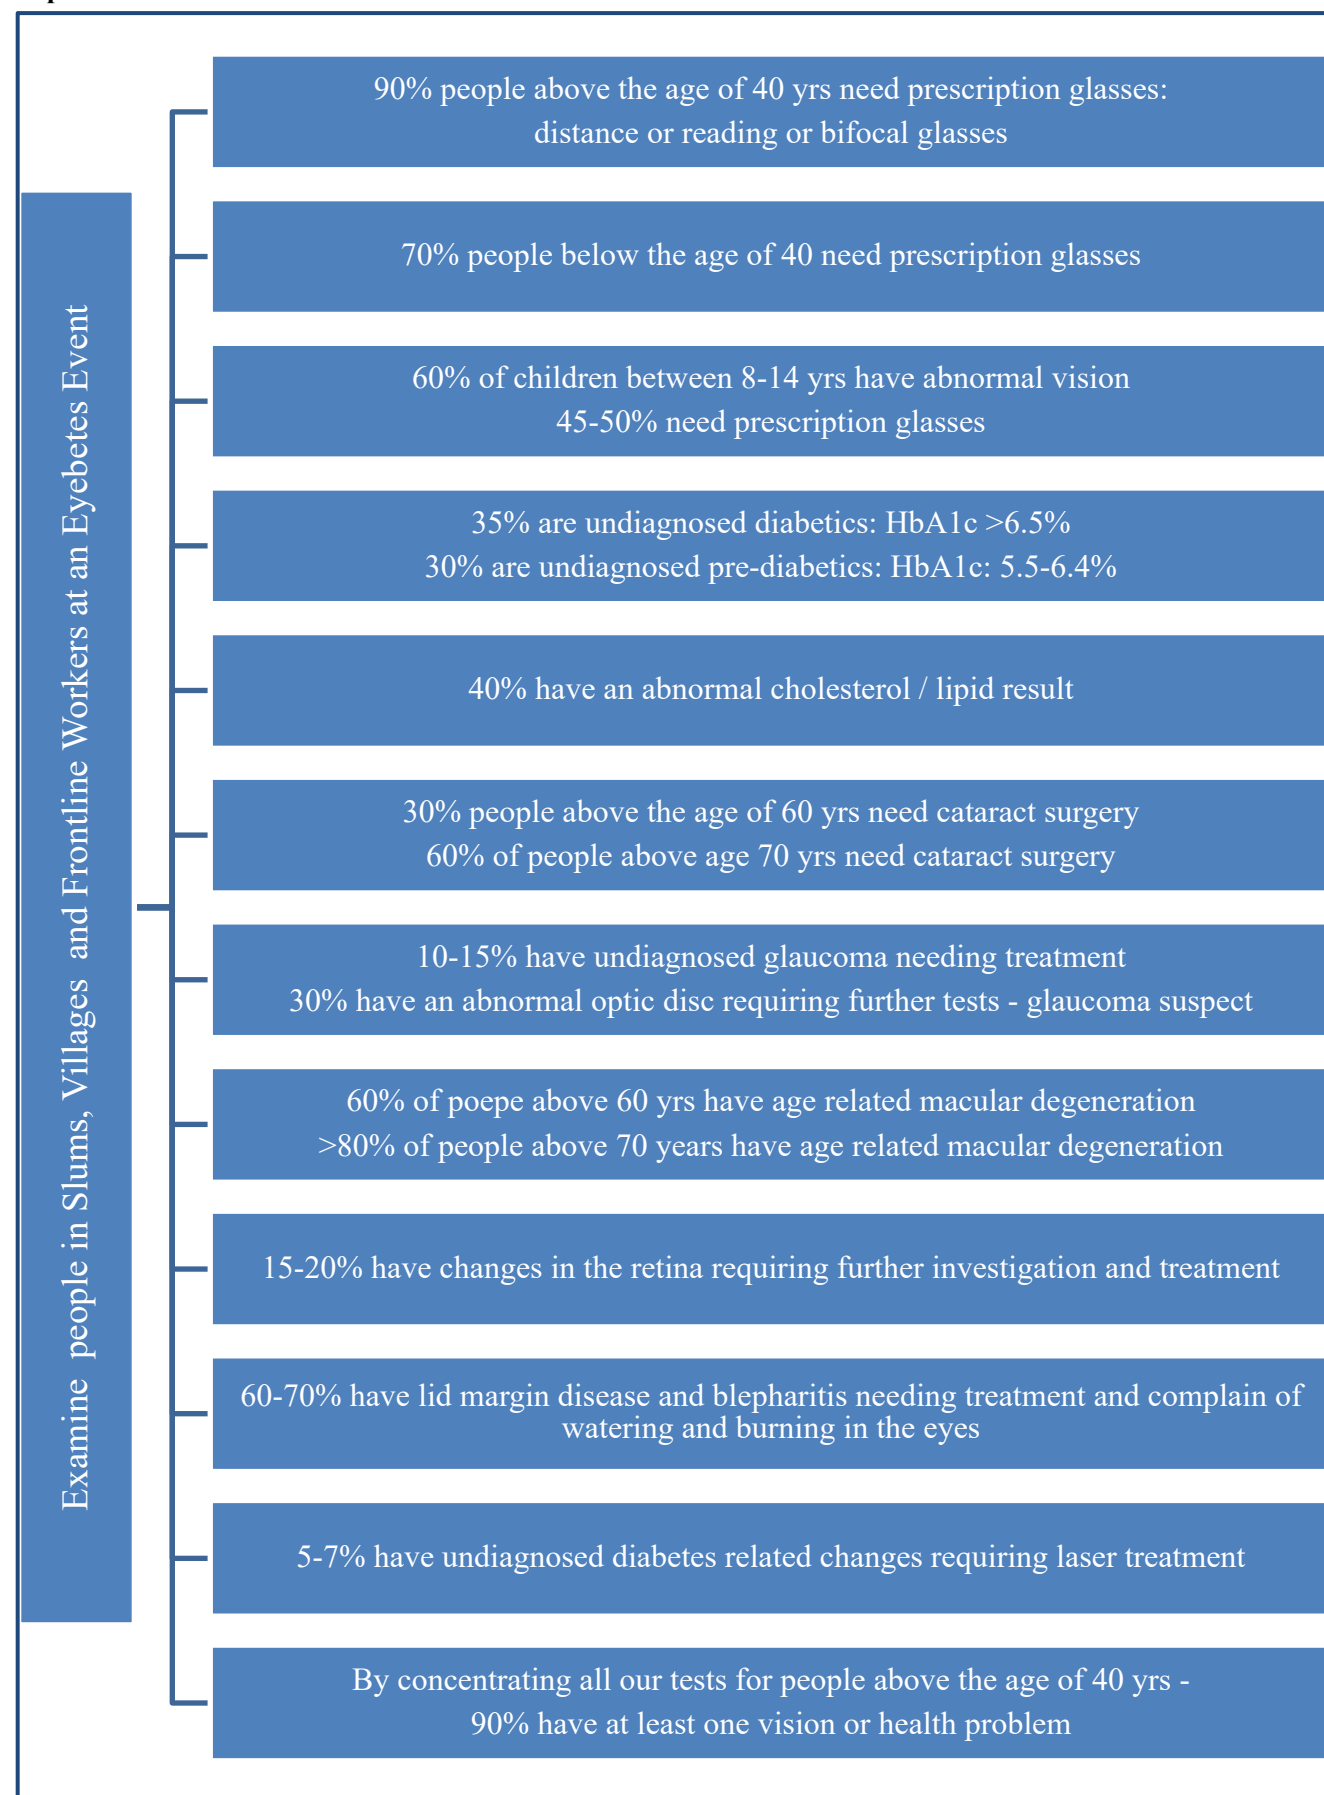 Examine people in Slums, Villages and Frontline Workers at an Eyebetes Event
90% people above the age of 40 yrs need prescription glasses:
distance or reading or bifocal glasses
70% people below the age of 40 need prescription glasses
60% of children between 8-14 yrs have abnormal vision
45-50% need prescription glasses
35% are undiagnosed diabetics: HbA1c >6.5%
30% are undiagnosed pre-diabetics: HbA1c: 5.5-6.4%
40% have an abnormal cholesterol / lipid result
30% people above the age of 60 yrs need cataract surgery
60% of people above age 70 yrs need cataract surgery
10-15% have undiagnosed glaucoma needing treatment
30% have an abnormal optic disc requiring further tests - glaucoma suspect
60% of poepe above 60 yrs have age related macular degeneration
>80% of people above 70 years have age related macular degeneration
15-20% have changes in the retina requiring further investigation and treatment
60-70% have lid margin disease and blepharitis needing treatment and complain of
watering and burning in the eyes
5-7% have undiagnosed diabetes related changes requiring laser treatment
By concentrating all our tests for people above the age of 40 yrs -
90% have at least one vision or health problem